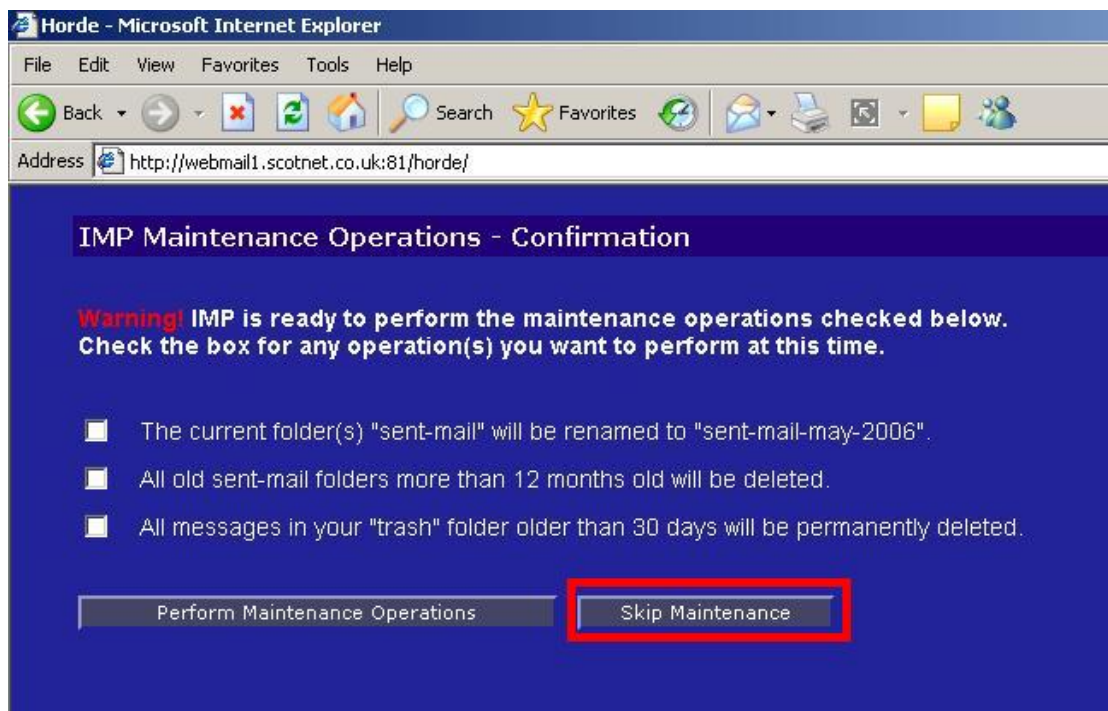 Horde - Microsoft Internet Explorer
File Edit View Favorites Tools Help
Back Search Favorites
Address http://webmail1.scotnet.co.uk:81/horde/
IMP Maintenance Operations - Confirmation
Warning! IMP is ready to perform the maintenance operations checked below.
Check the box for any operation(s) you want to perform at this time.
The current folder(s) "sent-mail" will be renamed to "sent-mail-may-2006".
All old sent-mail folders more than 12 months old will be deleted.
All messages in your "trash" folder older than 30 days will be permanently deleted.
Perform Maintenance Operations Skip Maintenance